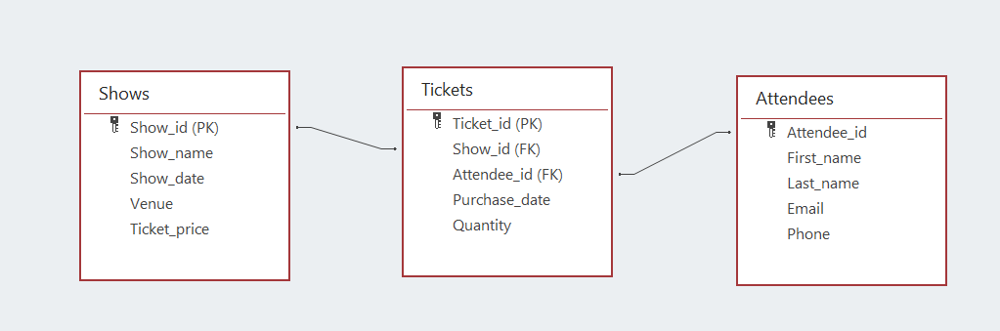 Shows
Show_id (PK)
Show_name
Show_date
Venue
Ticket_price
Tickets
Ticket_id (PK)
Show_id (FK)
Attendee_id (FK)
Purchase_date
Quantity
Attendees
Attendee_id
First_name
Last_name
Email
Phone